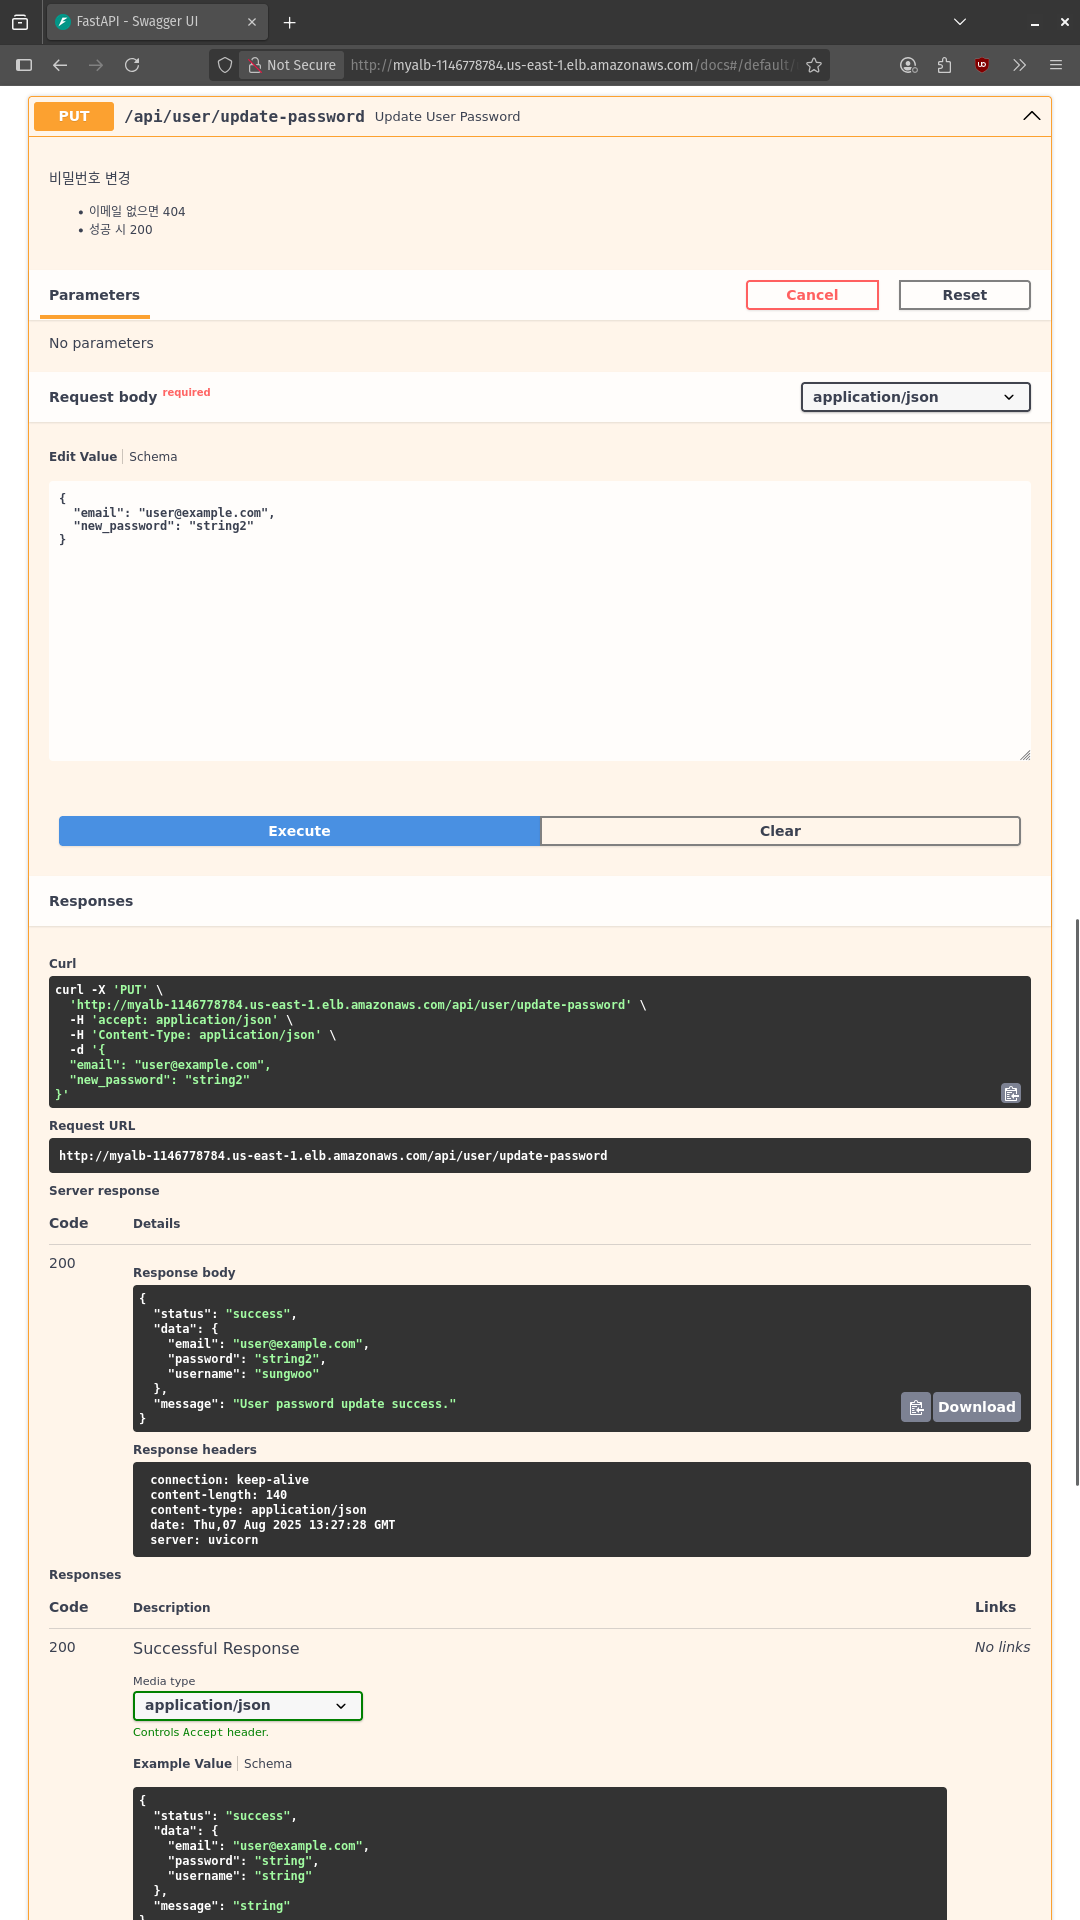 FastAPI - Swagger UI
Not Secure http://myalb-1146778784.us-east-1.elb.amazonaws.com/docs#/default/
PUT /api/user/update-password Update User Password
비밀번호 변경
• 이메일 없으면 404
• 성공 시 200
Parameters Cancel Reset
No parameters
Request body required application/json
Edit Value Schema
{
  "email": "user@example.com",
  "new_password": "string2"
}
Execute Clear
Responses
Curl
curl -X 'PUT' \
  'http://myalb-1146778784.us-east-1.elb.amazonaws.com/api/user/update-password' \
  -H 'accept: application/json' \
  -H 'Content-Type: application/json' \
  -d '{
  "email": "user@example.com",
  "new_password": "string2"
}'
Request URL
http://myalb-1146778784.us-east-1.elb.amazonaws.com/api/user/update-password
Server response
Code Details
200
Response body
{
  "status": "success",
  "data": {
    "email": "user@example.com",
    "password": "string2",
    "username": "sungwoo"
  },
  "message": "User password update success."
}
Download
Response headers
connection: keep-alive
content-length: 140
content-type: application/json
date: Thu,07 Aug 2025 13:27:28 GMT
server: uvicorn
Responses
Code Description Links
200 Successful Response No links
Media type
application/json
Controls Accept header.
Example Value Schema
{
  "status": "success",
  "data": {
    "email": "user@example.com",
    "password": "string",
    "username": "string"
  },
  "message": "string"
}